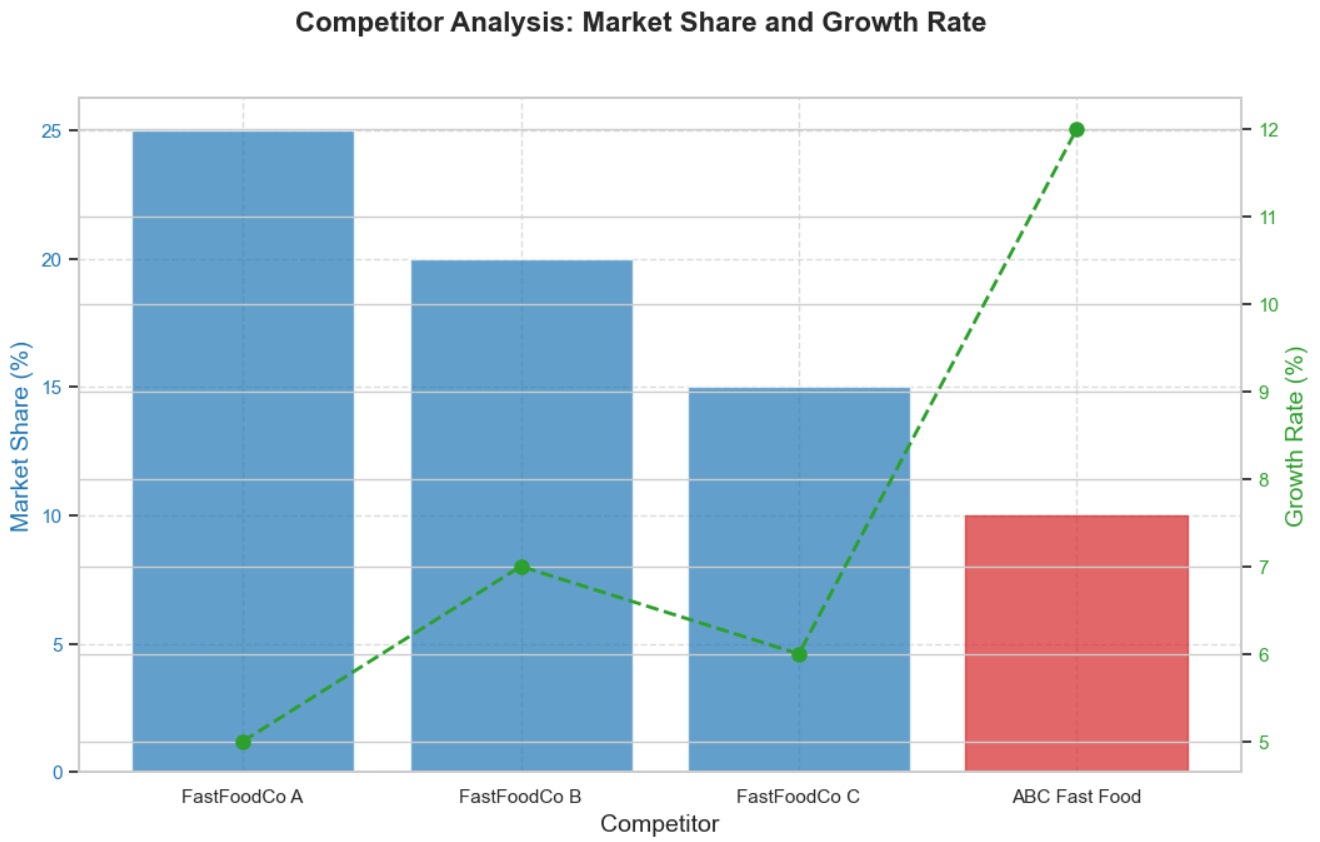 Competitor Analysis: Market Share and Growth Rate
Market Share (%)
25
20
15
10
5
0
12
11
10
9
8
7
6
5
Growth Rate (%)
FastFoodCo A
FastFoodCo B
FastFoodCo C
ABC Fast Food
Competitor